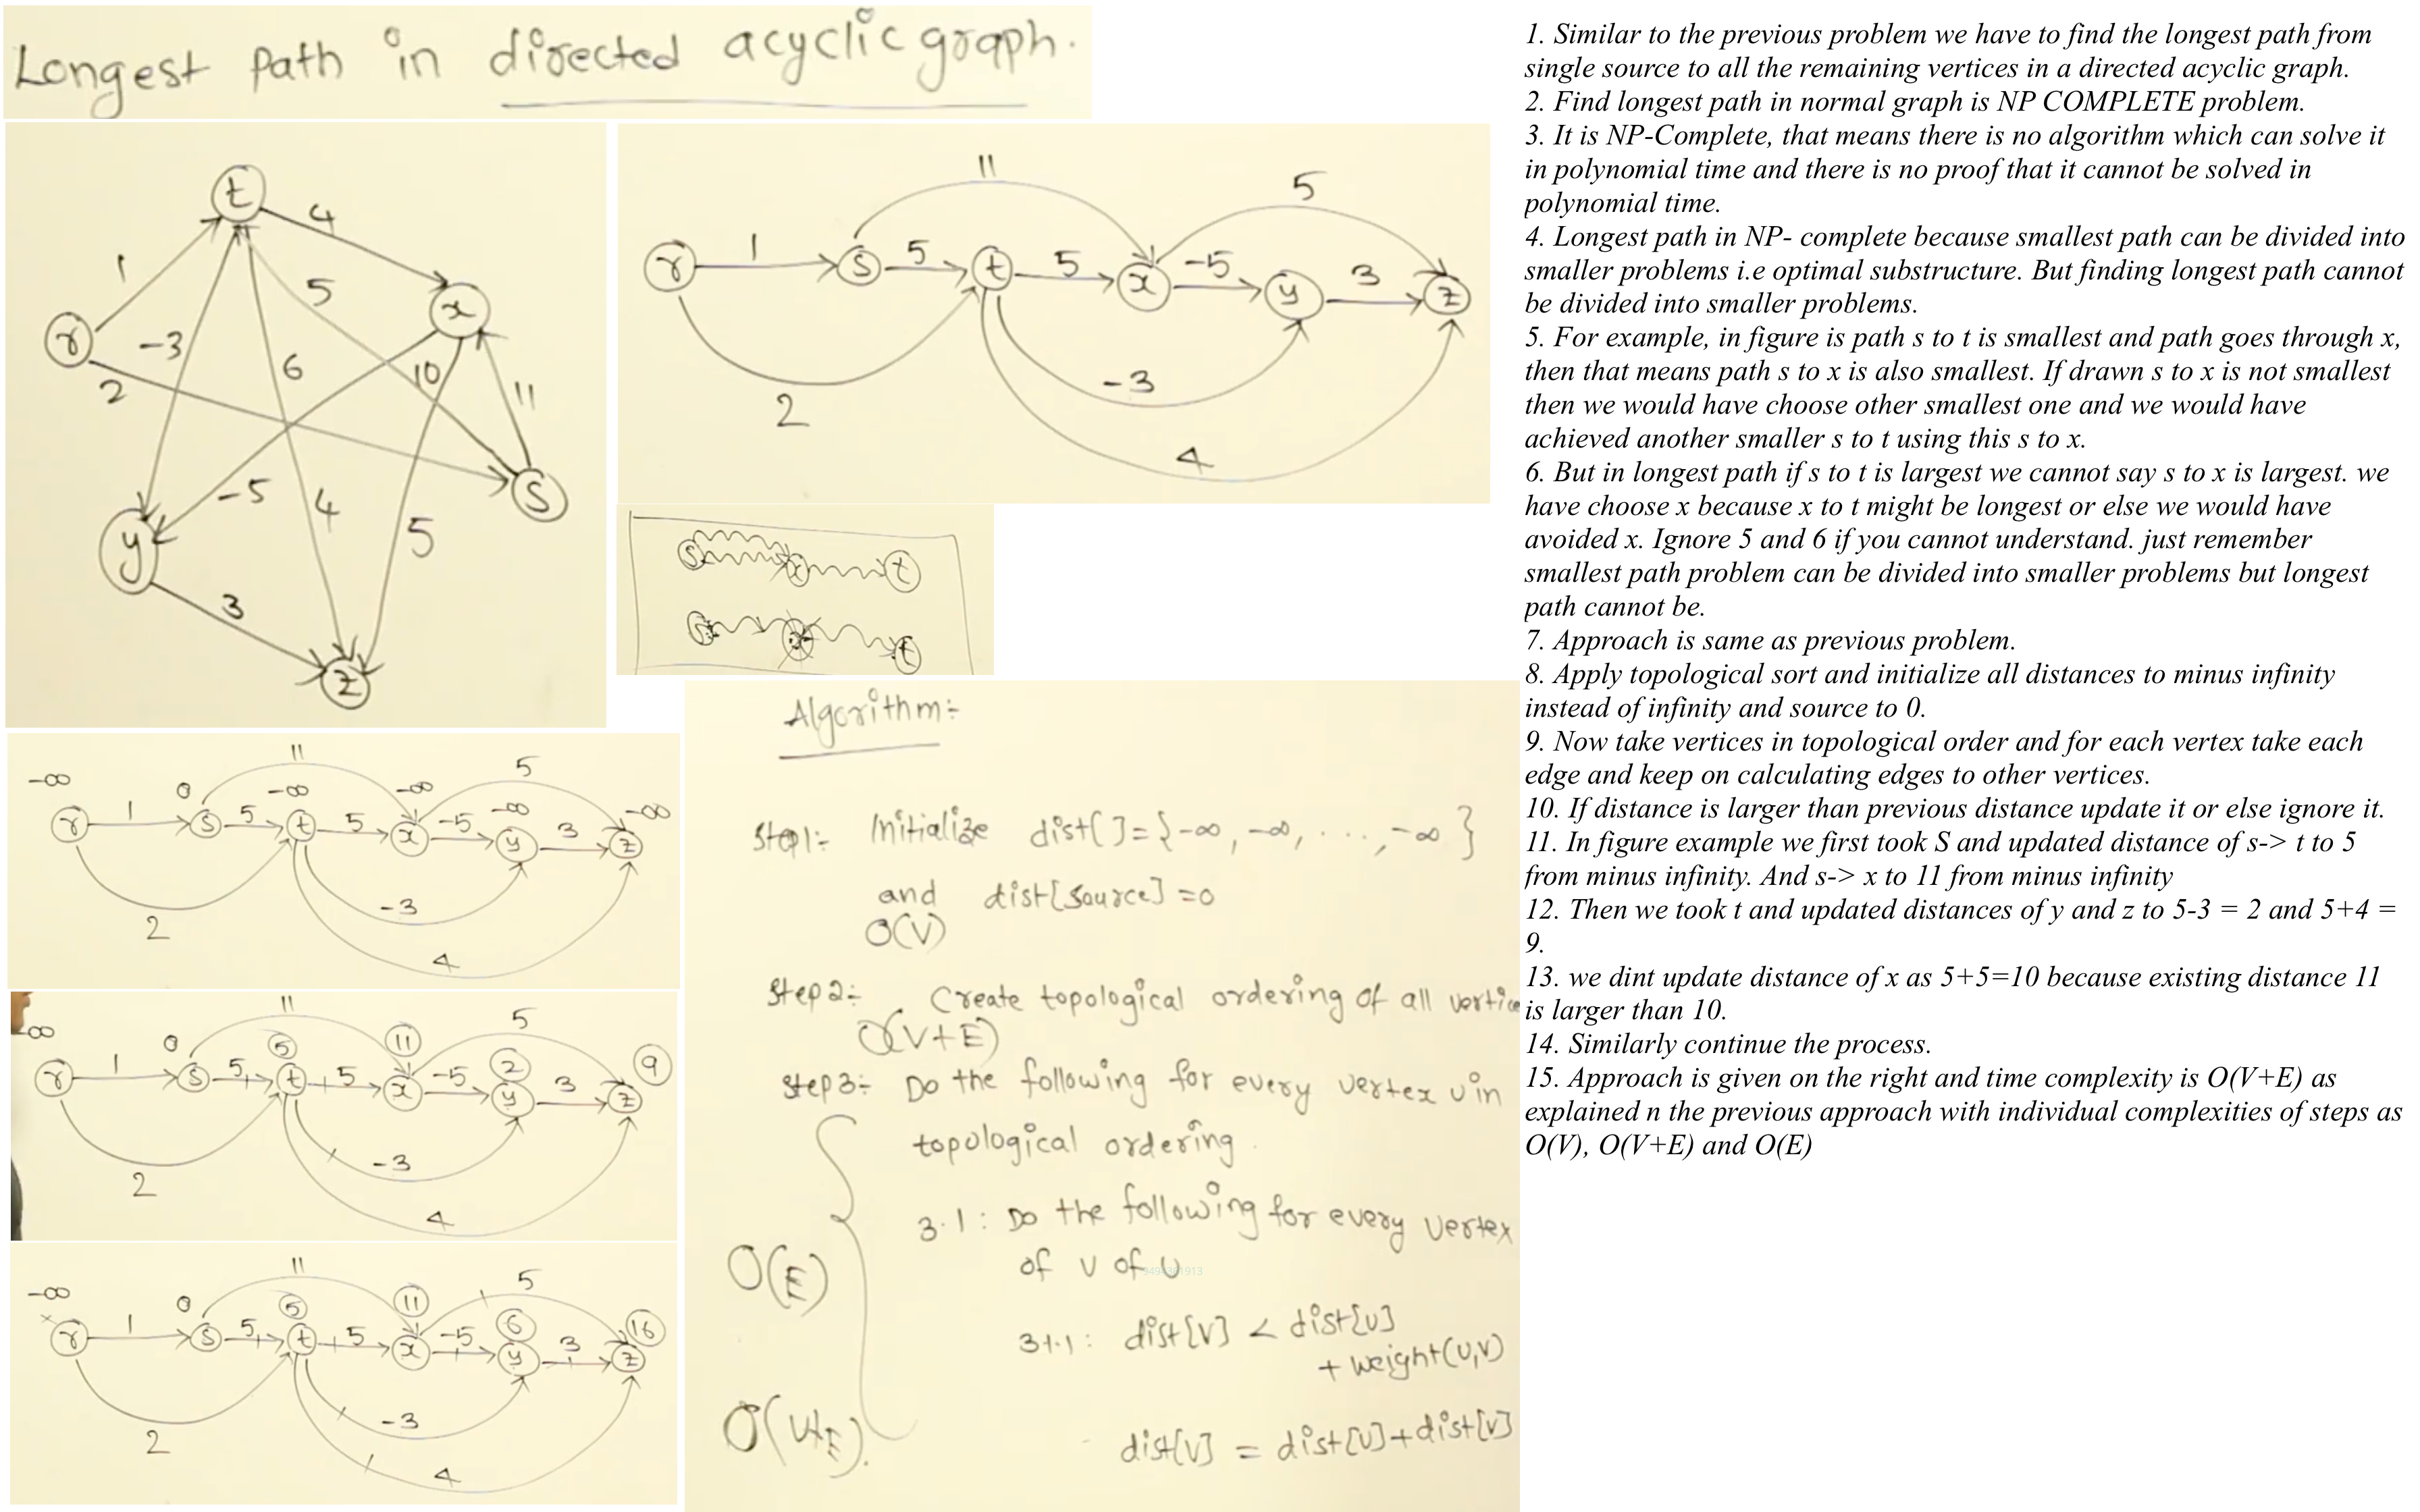 Longest Path in directed acyclic graph.
t
4
1
5
x
r
-3
6
10
2
11
-5
4
5
S
y
3
z
11
5
r
1
S
5
t
5
x
-5
y
3
z
2
-3
4
S
x
t
S
x
t
-∞
0
-∞
11
-∞
-∞
5
-∞
r
1
S
5
t
5
x
-5
y
3
z
2
-3
4
-∞
0
5
11
11
2
5
9
r
1
S
5
t
5
x
-5
y
3
z
2
-3
4
-∞
0
5
11
11
6
5
16
r
1
S
5
t
5
x
-5
y
3
z
2
-3
4
Algorithm:-
Step1:- Initialize dist[]={-∞, -∞, ..., -∞}
and dist[source]=0
O(V)
Step2:- Create topological ordering of all vertice
O(V+E)
Step3:- Do the following for every vertex u in
topological ordering.
3.1: Do the following for every vertex
of v of u
O(E)
9494361913
3.1.1: dist[v] < dist[u]
+ weight(u,v)
O(V+E).
dist[v] = dist[u]+dist[v]
1. Similar to the previous problem we have to find the longest path from
single source to all the remaining vertices in a directed acyclic graph.
2. Find longest path in normal graph is NP COMPLETE problem.
3. It is NP-Complete, that means there is no algorithm which can solve it
in polynomial time and there is no proof that it cannot be solved in
polynomial time.
4. Longest path in NP- complete because smallest path can be divided into
smaller problems i.e optimal substructure. But finding longest path cannot
be divided into smaller problems.
5. For example, in figure is path s to t is smallest and path goes through x,
then that means path s to x is also smallest. If drawn s to x is not smallest
then we would have choose other smallest one and we would have
achieved another smaller s to t using this s to x.
6. But in longest path if s to t is largest we cannot say s to x is largest. we
have choose x because x to t might be longest or else we would have
avoided x. Ignore 5 and 6 if you cannot understand. just remember
smallest path problem can be divided into smaller problems but longest
path cannot be.
7. Approach is same as previous problem.
8. Apply topological sort and initialize all distances to minus infinity
instead of infinity and source to 0.
9. Now take vertices in topological order and for each vertex take each
edge and keep on calculating edges to other vertices.
10. If distance is larger than previous distance update it or else ignore it.
11. In figure example we first took S and updated distance of s-> t to 5
from minus infinity. And s-> x to 11 from minus infinity
12. Then we took t and updated distances of y and z to 5-3 = 2 and 5+4 =
9.
13. we dint update distance of x as 5+5=10 because existing distance 11
is larger than 10.
14. Similarly continue the process.
15. Approach is given on the right and time complexity is O(V+E) as
explained n the previous approach with individual complexities of steps as
O(V), O(V+E) and O(E)